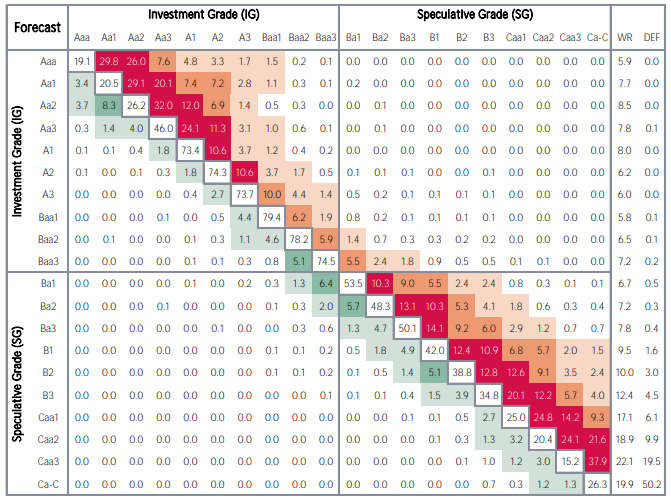 Forecast Investment Grade (IG) Speculative Grade (SG)
Aaa Aa1 Aa2 Aa3 A1 A2 A3 Baa1 Baa2 Baa3 Ba1 Ba2 Ba3 B1 B2 B3 Caa1 Caa2 Caa3 Ca-C WR DEF
Investment Grade (IG)
Aaa 19.1 29.8 26.0 7.6 4.8 3.3 1.7 1.5 0.2 0.1 0.0 0.0 0.0 0.0 0.0 0.0 0.0 0.0 0.0 0.0 5.9 0.0
Aa1 3.4 20.5 29.1 20.1 7.4 7.2 2.8 1.1 0.3 0.1 0.2 0.0 0.0 0.0 0.0 0.0 0.0 0.0 0.0 0.0 7.7 0.0
Aa2 3.7 8.3 26.2 32.0 12.0 6.9 1.4 0.5 0.3 0.0 0.0 0.0 0.0 0.0 0.0 0.0 0.0 0.0 0.0 0.0 8.5 0.0
Aa3 0.3 1.4 4.0 46.0 24.1 11.3 3.1 1.0 0.6 0.1 0.1 0.0 0.0 0.0 0.0 0.0 0.0 0.0 0.0 0.0 7.8 0.1
A1 0.1 0.1 0.4 1.8 73.4 10.6 3.7 1.2 0.4 0.2 0.0 0.0 0.0 0.0 0.0 0.0 0.0 0.0 0.0 0.0 8.0 0.0
A2 0.1 0.0 0.1 0.3 1.8 74.3 10.6 3.7 1.7 0.5 0.1 0.1 0.1 0.0 0.1 0.0 0.0 0.0 0.0 0.0 6.2 0.0
A3 0.0 0.0 0.0 0.0 0.4 2.7 73.7 10.0 4.4 1.4 0.5 0.2 0.1 0.1 0.1 0.1 0.0 0.0 0.0 0.0 6.0 0.0
Baa1 0.0 0.0 0.0 0.1 0.0 0.5 4.4 79.4 6.2 1.9 0.8 0.2 0.1 0.1 0.1 0.1 0.0 0.0 0.0 0.0 5.8 0.1
Baa2 0.0 0.1 0.0 0.0 0.1 0.3 1.1 4.6 78.2 5.9 1.4 0.7 0.2 0.3 0.2 0.2 0.0 0.0 0.0 0.0 6.5 0.1
Baa3 0.0 0.0 0.0 0.0 0.1 0.1 0.3 0.8 5.1 74.5 5.5 2.4 1.8 0.9 0.5 0.5 0.1 0.1 0.0 0.0 7.2 0.2
Speculative Grade (SG)
Ba1 0.0 0.0 0.0 0.0 0.1 0.0 0.2 0.3 1.3 6.4 53.5 10.3 9.0 5.5 2.4 2.4 0.8 0.3 0.1 0.1 6.7 0.5
Ba2 0.0 0.0 0.0 0.1 0.0 0.0 0.0 0.0 0.3 2.0 5.7 48.3 13.1 10.3 5.3 4.1 1.8 0.6 0.3 0.4 7.2 0.3
Ba3 0.0 0.0 0.0 0.0 0.0 0.0 0.0 0.2 0.3 0.6 1.3 4.7 50.1 14.1 9.2 6.0 2.9 1.2 0.7 0.7 7.8 0.4
B1 0.0 0.0 0.0 0.0 0.0 0.0 0.0 0.1 0.1 0.2 0.5 1.8 4.9 42.0 12.4 10.9 6.8 5.7 2.0 1.5 9.5 1.6
B2 0.0 0.0 0.0 0.0 0.0 0.0 0.1 0.0 0.1 0.2 0.1 0.5 1.4 5.1 38.8 12.8 12.6 9.1 3.5 2.4 10.0 3.0
B3 0.0 0.0 0.0 0.0 0.0 0.0 0.0 0.0 0.1 0.1 0.1 0.1 0.4 1.5 3.9 34.8 20.1 12.2 5.7 4.0 12.4 4.5
Caa1 0.0 0.0 0.0 0.0 0.0 0.0 0.0 0.0 0.0 0.0 0.0 0.0 0.1 0.1 0.5 2.7 25.0 24.8 14.2 9.3 17.1 6.1
Caa2 0.0 0.0 0.0 0.0 0.0 0.0 0.0 0.0 0.0 0.0 0.0 0.0 0.0 0.1 0.3 1.3 3.2 20.4 24.1 21.6 18.9 9.9
Caa3 0.0 0.0 0.0 0.0 0.0 0.0 0.0 0.0 0.0 0.0 0.0 0.0 0.0 0.0 0.1 1.0 1.2 3.0 15.2 37.9 22.1 19.5
Ca-C 0.0 0.0 0.0 0.0 0.0 0.0 0.0 0.0 0.0 0.0 0.0 0.0 0.0 0.0 0.0 0.7 0.3 1.2 1.3 26.3 19.9 50.2